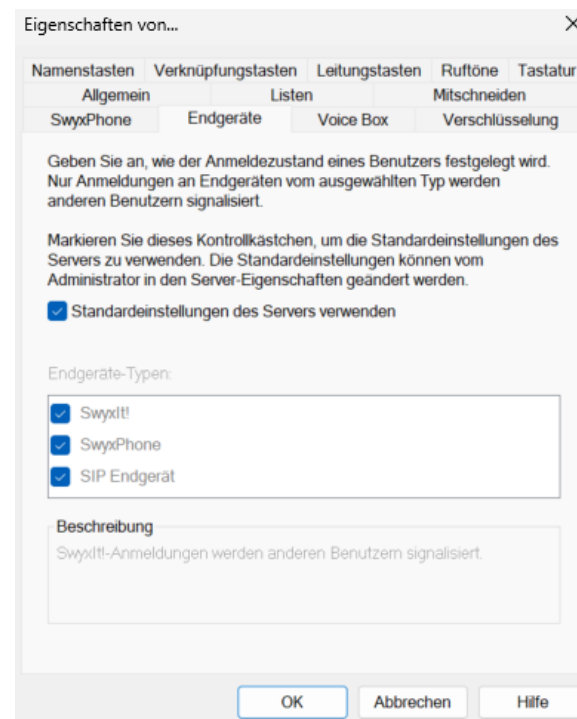 Eigenschaften von...
Namenstasten Verknüpfungstasten Leitungstasten Ruftöne Tastatur
Allgemein Listen Mitschneiden
SwyxPhone Endgeräte Voice Box Verschlüsselung
Geben Sie an, wie der Anmeldezustand eines Benutzers festgelegt wird.
Nur Anmeldungen an Endgeräten vom ausgewählten Typ werden
anderen Benutzern signalisiert.
Markieren Sie dieses Kontrollkästchen, um die Standardeinstellung des
Servers zu verwenden. Die Standardeinstellungen können vom
Administrator in den Server-Eigenschaften geändert werden.
Standardeinstellungen des Servers verwenden
Endgeräte-Typen:
SwyxIt!
SwyxPhone
SIP Endgerät
Beschreibung
SwyxIt!-Anmeldungen werden anderen Benutzern signalisiert.
OK Abbrechen Hilfe